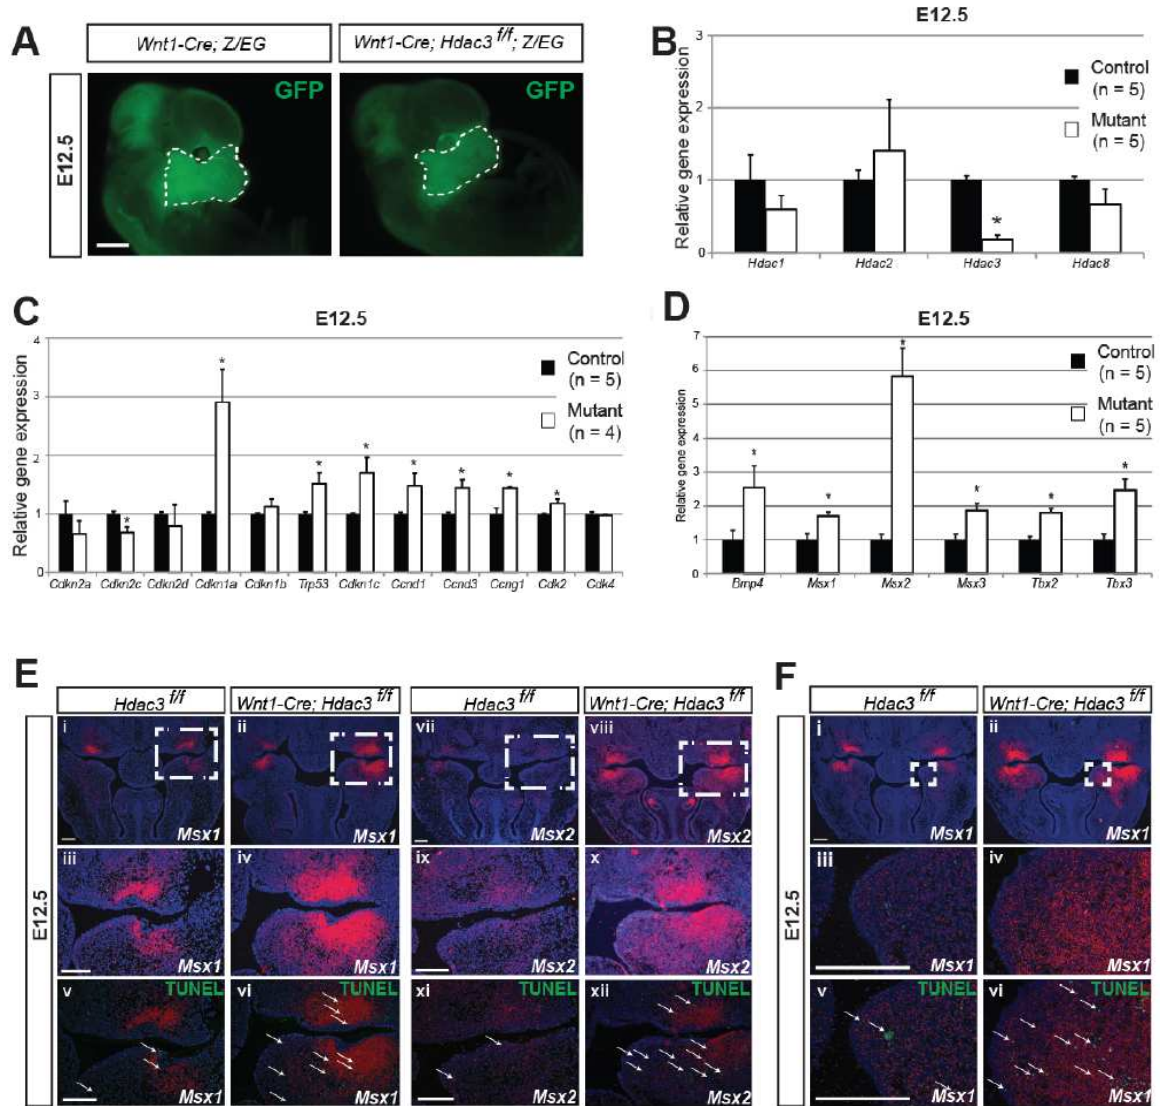 A
Wnt1-Cre; Z/EG
Wnt1-Cre; Hdac3 f/f; Z/EG
E12.5
GFP
GFP
B
E12.5
Relative gene expression
3
2
1
0
Control
(n = 5)
Mutant
(n = 5)
*
Hdac1 Hdac2 Hdac3 Hdac8
C
E12.5
Relative gene expression
4
3
2
1
0
Control
(n = 5)
Mutant
(n = 4)
* * * * * * * *
Cdkn2a Cdkn2c Cdkn2d Cdkn1a Cdkn1b Trp53 Cdkn1c Ccnd1 Ccnd3 Ccng1 Cdk2 Cdk4
D
E12.5
Relative gene expression
7
6
5
4
3
2
1
0
Control
(n = 5)
Mutant
(n = 5)
* * * * * *
Bmp4 Msx1 Msx2 Msx3 Tbx2 Tbx3
E
Hdac3 f/f
Wnt1-Cre; Hdac3 f/f
Hdac3 f/f
Wnt1-Cre; Hdac3 f/f
E12.5
i ii vii viii
Msx1 Msx1 Msx2 Msx2
iii iv ix x
Msx1 Msx1 Msx2 Msx2
v TUNEL vi TUNEL xi TUNEL xii TUNEL
Msx1 Msx1 Msx2 Msx2
F
Hdac3 f/f
Wnt1-Cre; Hdac3 f/f
E12.5
i ii
Msx1 Msx1
iii iv
Msx1 Msx1
v TUNEL vi TUNEL
Msx1 Msx1